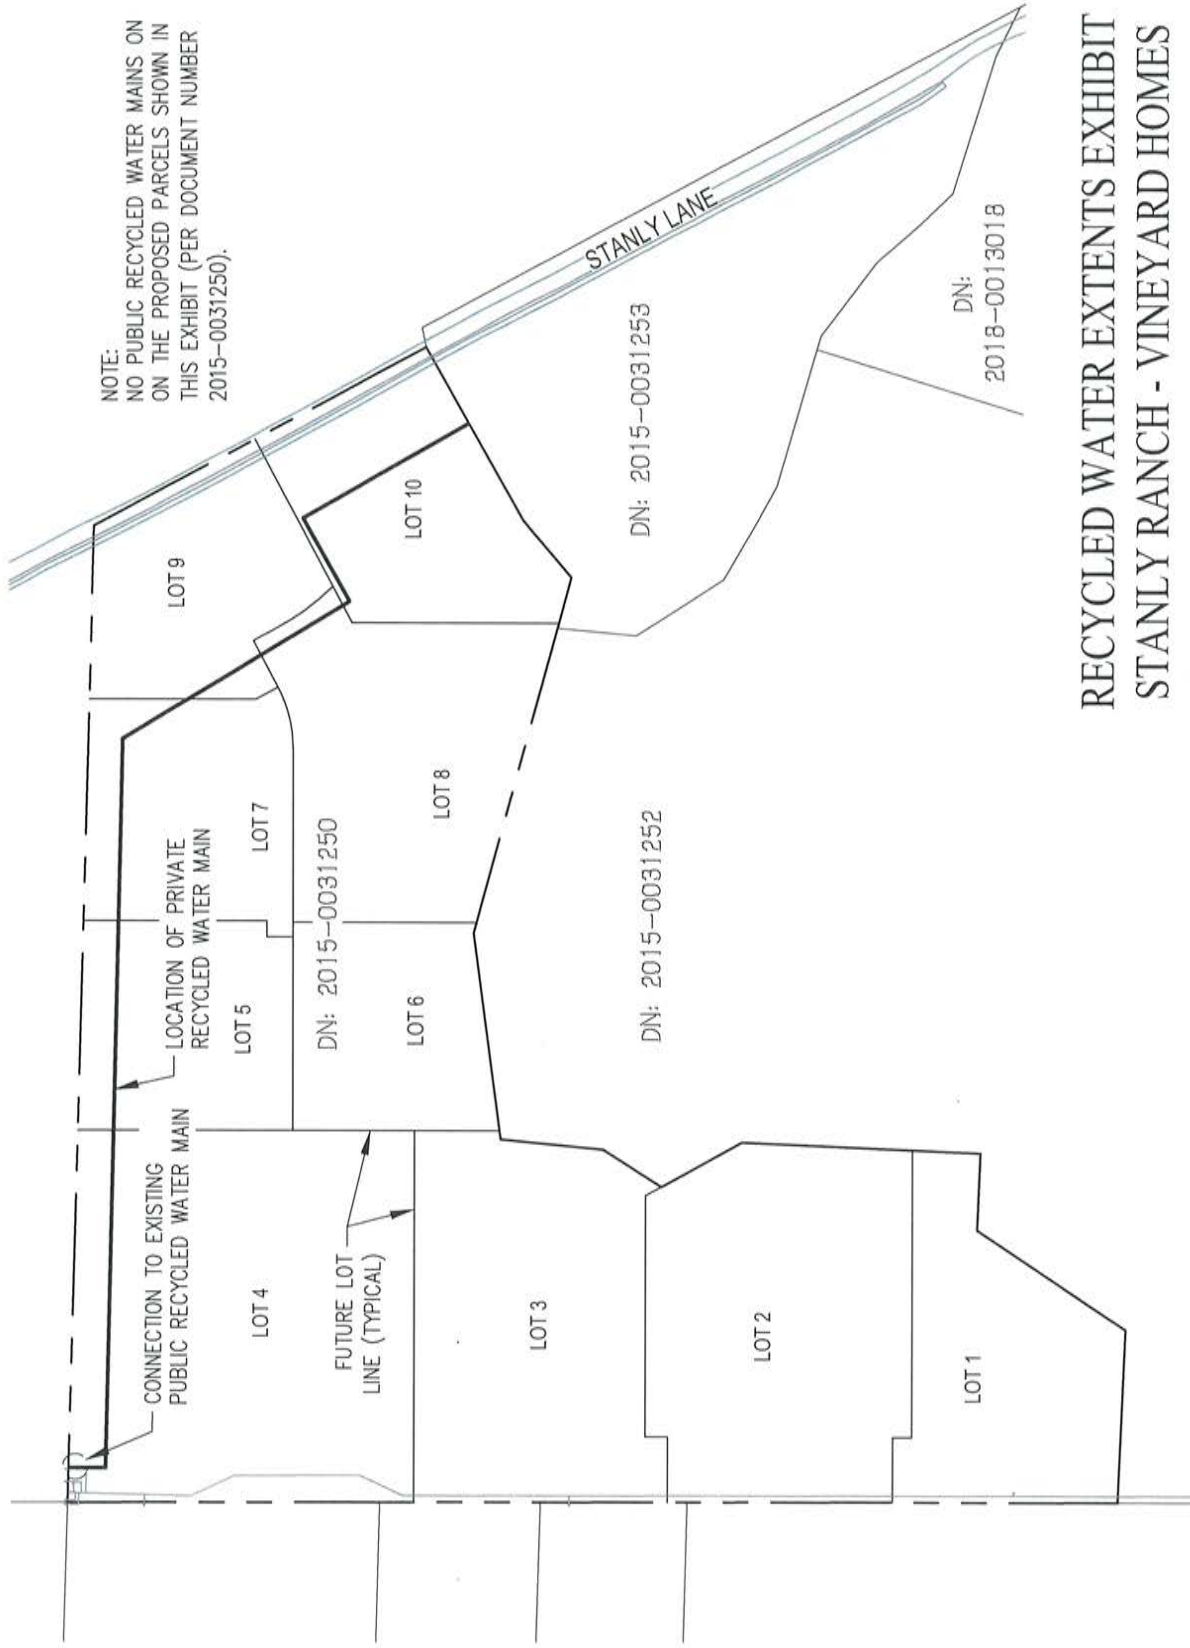 NOTE:
NO PUBLIC RECYCLED WATER MAINS ON
ON THE PROPOSED PARCELS SHOWN IN
THIS EXHIBIT (PER DOCUMENT NUMBER
2015-0031250).
CONNECTION TO EXISTING
PUBLIC RECYCLED WATER MAIN
LOCATION OF PRIVATE
RECYCLED WATER MAIN
LOT 9
LOT 4
LOT 5
LOT 7
FUTURE LOT
LINE (TYPICAL)
DN: 2015-0031250
LOT 6
LOT 8
LOT 10
STANLY LANE
LOT 3
DN: 2015-0031252
DN: 2015-0031253
LOT 2
LOT 1
DN:
2018-0013018
RECYCLED WATER EXTENTS EXHIBIT
STANLY RANCH - VINEYARD HOMES